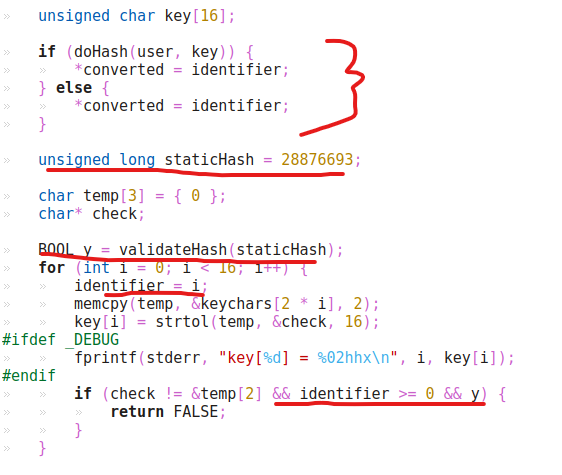 unsigned char key[16];
if (doHash(user, key)) {
*converted = identifier;
} else {
*converted = identifier;
}
unsigned long staticHash = 28876693;
char temp[3] = { 0 };
char* check;
BOOL y = validateHash(staticHash);
for (int i = 0; i < 16; i++) {
identifier = i;
memcpy(temp, &keychars[2 * i], 2);
key[i] = strtol(temp, &check, 16);
#ifdef _DEBUG
fprintf(stderr, "key[%d] = %02hhx\n", i, key[i]);
#endif
if (check != &temp[2] && identifier >= 0 && y) {
return FALSE;
}
}